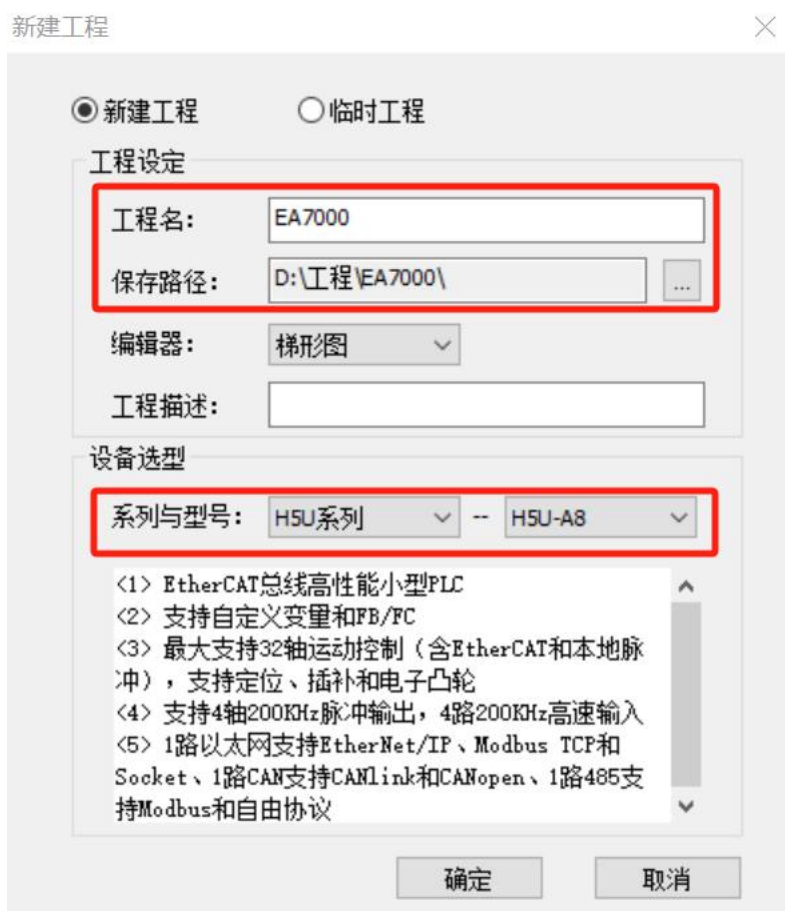 新建工程
新建工程 临时工程
工程设定
工程名: EA7000
保存路径: D:\工程\EA7000\ ...
编辑器: 梯形图
工程描述:
设备选型
系列与型号: H5U系列 -- H5U-A8
<1> EtherCAT总线高性能小型PLC
<2> 支持自定义变量和FB/FC
<3> 最大支持32轴运动控制（含EtherCAT和本地脉
冲），支持定位、插补和电子凸轮
<4> 支持4轴200KHz脉冲输出，4路200KHz高速输入
<5> 1路以太网支持EtherNet/IP、Modbus TCP和
Socket、1路CAN支持CANlink和CANopen、1路485支
持Modbus和自由协议
确定 取消